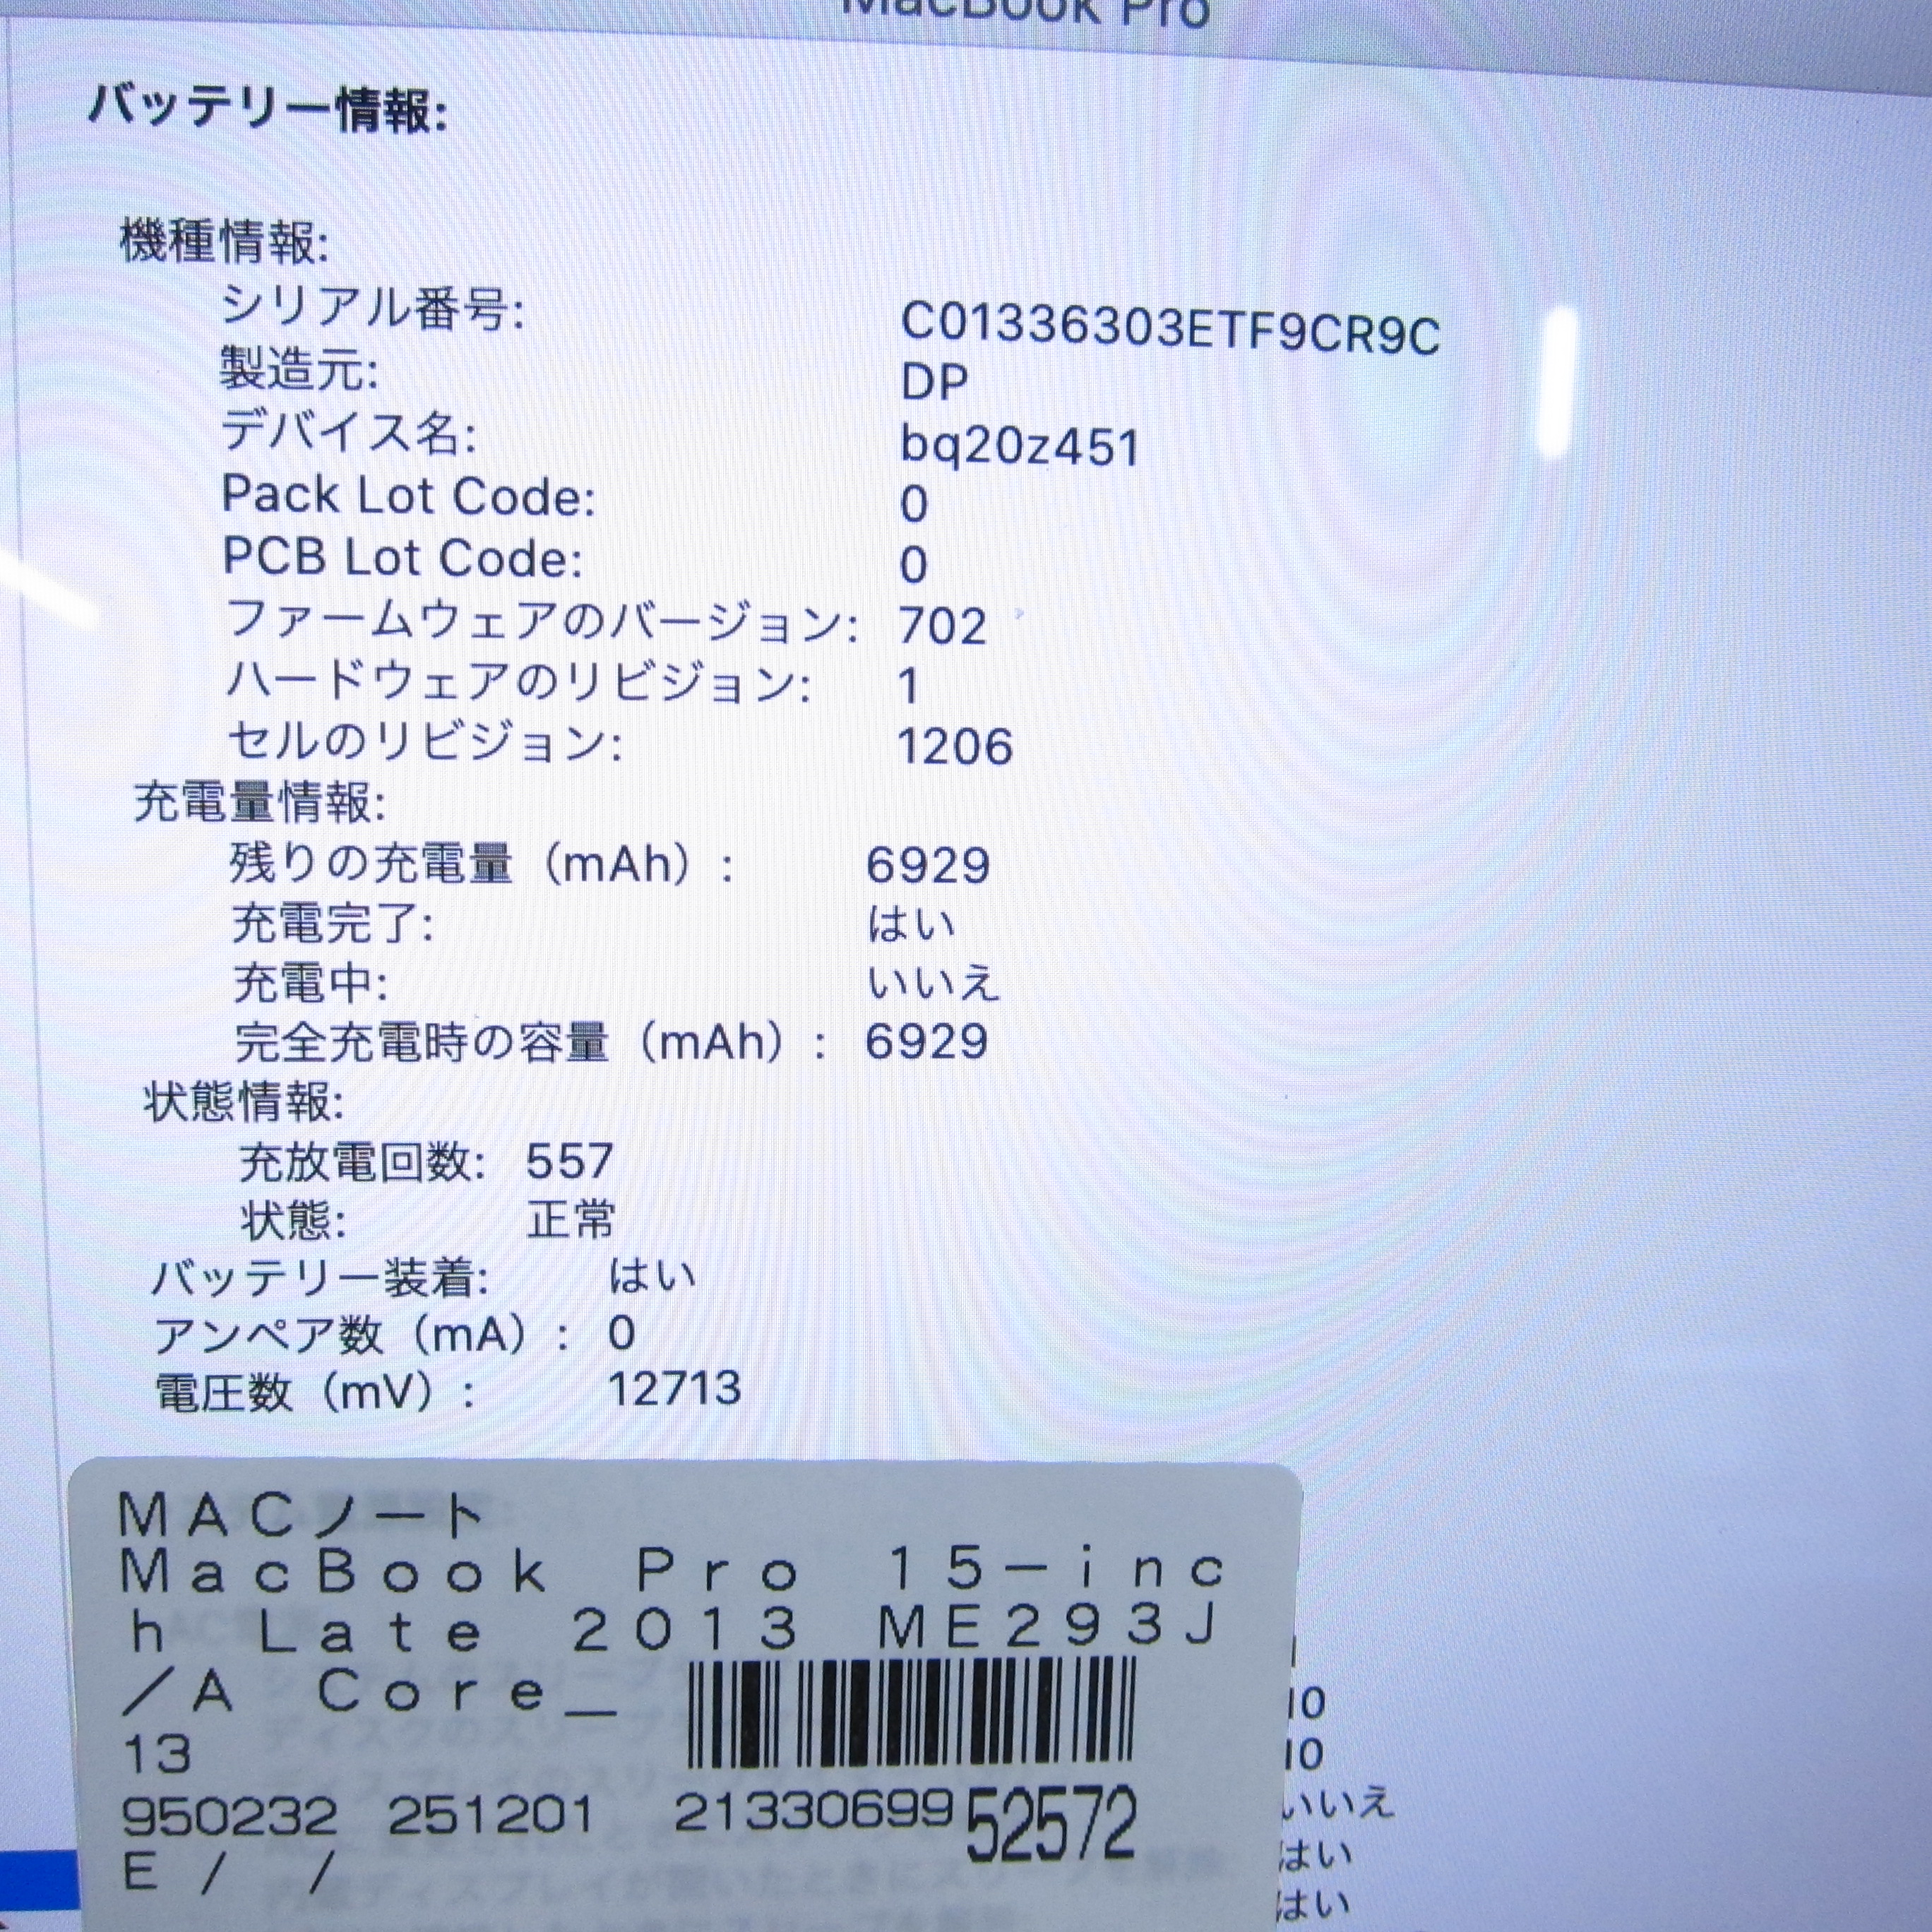 MacBook Pro
バッテリー情報:
機種情報:
シリアル番号: C01336303ETF9CR9C
製造元: DP
デバイス名: bq20z451
Pack Lot Code: 0
PCB Lot Code: 0
ファームウェアのバージョン: 702
ハードウェアのリビジョン: 1
セルのリビジョン: 1206
充電量情報:
残りの充電量（mAh）: 6929
充電完了: はい
充電中: いいえ
完全充電時の容量（mAh）: 6929
状態情報:
充放電回数: 557
状態: 正常
バッテリー装着: はい
アンペア数（mA）: 0
電圧数（mV）: 12713
MACノート
MacBook Pro 15-inc
h Late 2013 ME293J
/A Core_
13
950232 251201 21330699 52572
E / /
10
10
いいえ
はい
はい